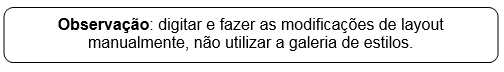 Observação: digitar e fazer as modificações de layout
manualmente, não utilizar a galeria de estilos.